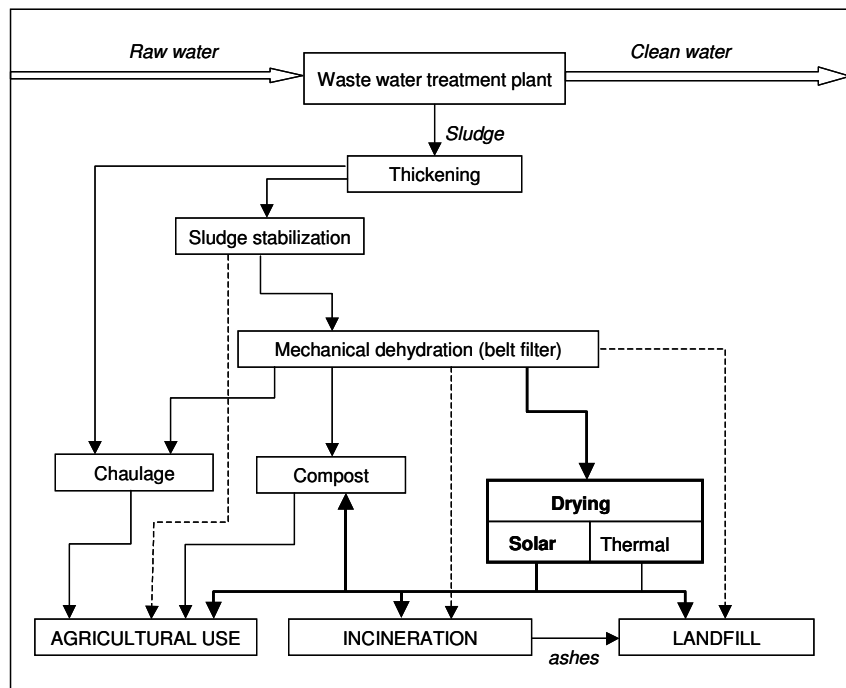 Raw water
Clean water
Waste water treatment plant
Sludge
Thickening
Sludge stabilization
Mechanical dehydration (belt filter)
Chaulage
Compost
Drying
Solar
Thermal
AGRICULTURAL USE
INCINERATION
LANDFILL
ashes